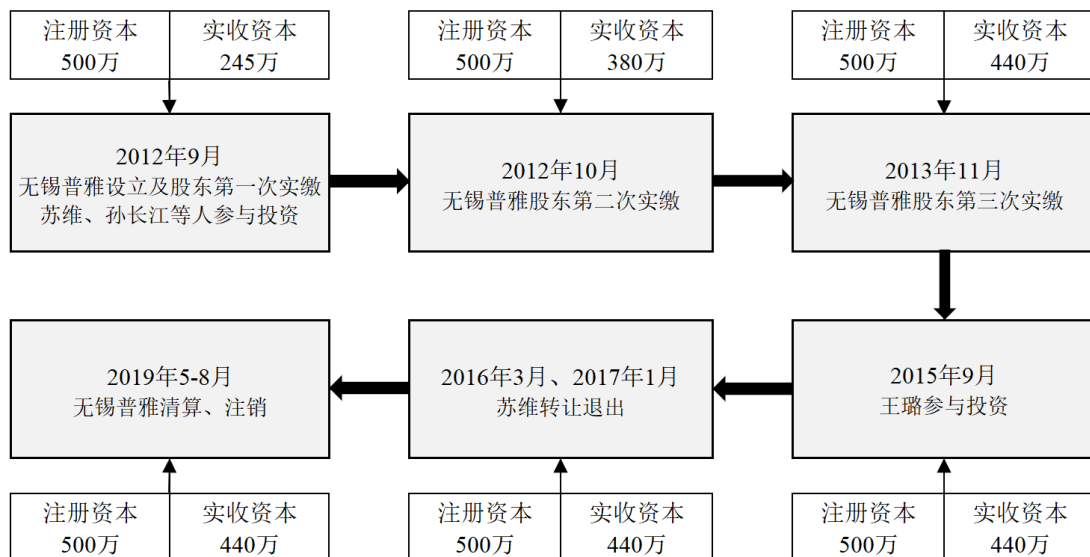 注册资本 实收资本
500万 245万
注册资本 实收资本
500万 380万
注册资本 实收资本
500万 440万
2012年9月
无锡普雅设立及股东第一次实缴
苏维、孙长江等人参与投资
2012年10月
无锡普雅股东第二次实缴
2013年11月
无锡普雅股东第三次实缴
2015年9月
王璐参与投资
2016年3月、2017年1月
苏维转让退出
2019年5-8月
无锡普雅清算、注销
注册资本 实收资本
500万 440万
注册资本 实收资本
500万 440万
注册资本 实收资本
500万 440万